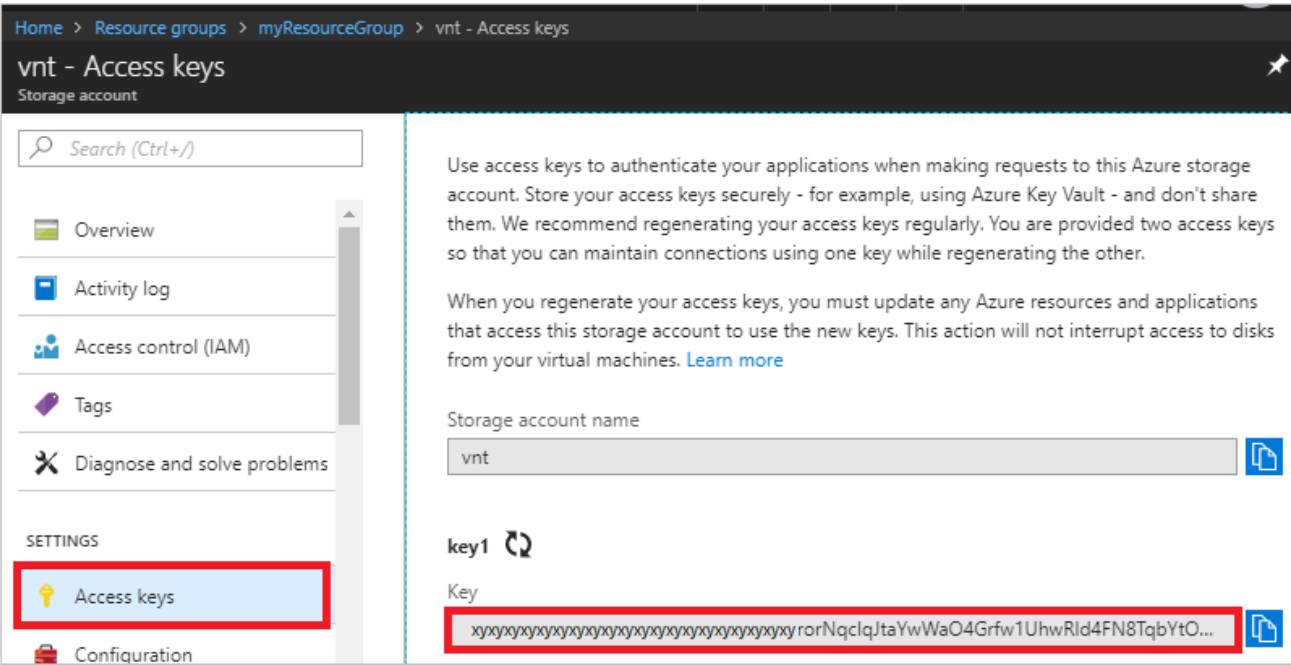 Home > Resource groups > myResourceGroup > vnt - Access keys
vnt - Access keys
Storage account
Search (Ctrl+/)
Overview
Activity log
Access control (IAM)
Tags
Diagnose and solve problems
SETTINGS
Access keys
Configuration
Use access keys to authenticate your applications when making requests to this Azure storage
account. Store your access keys securely - for example, using Azure Key Vault - and don't share
them. We recommend regenerating your access keys regularly. You are provided two access keys
so that you can maintain connections using one key while regenerating the other.
When you regenerate your access keys, you must update any Azure resources and applications
that access this storage account to use the new keys. This action will not interrupt access to disks
from your virtual machines. Learn more
Storage account name
vnt
key1
Key